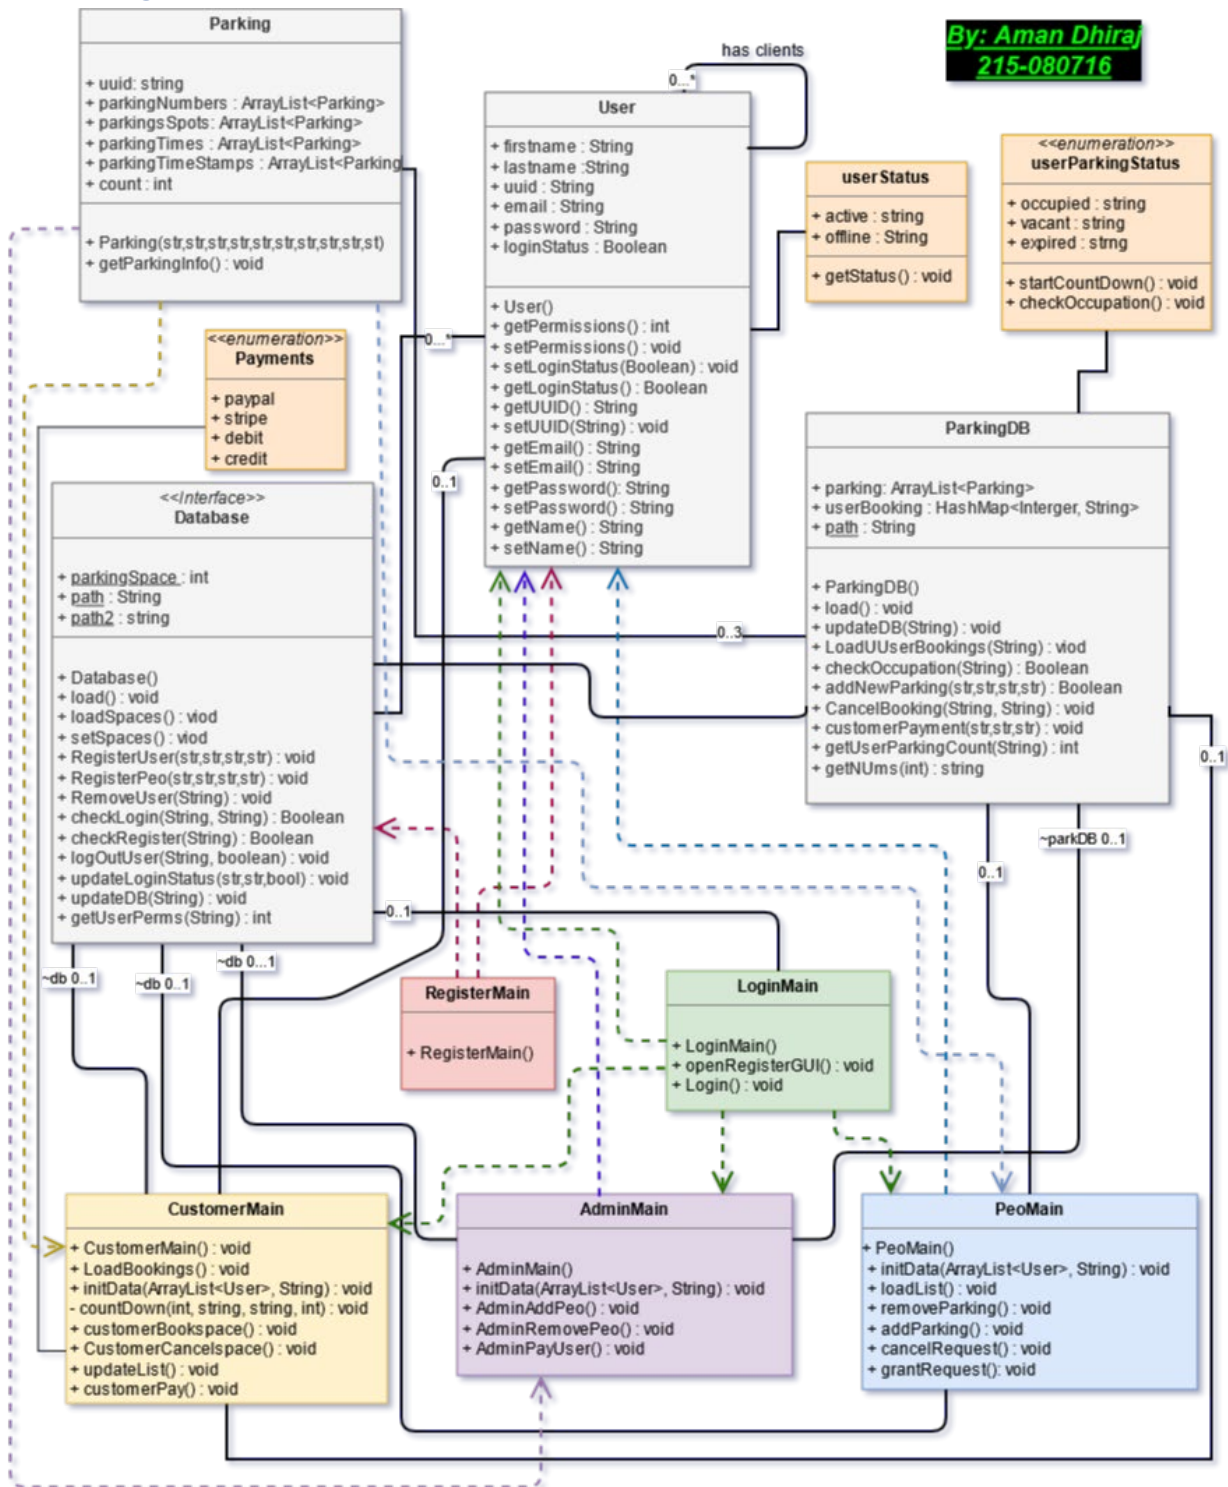 Parking
+ uuid: string
+ parkingNumbers : ArrayList<Parking>
+ parkingsSpots: ArrayList<Parking>
+ parkingTimes : ArrayList<Parking>
+ parkingTimeStamps : ArrayList<Parking
+ count : int
+ Parking(str,str,str,str,str,str,str,str,str,st)
+ getParkingInfo() : void
By: Aman Dhiraj
215-080716
has clients
0...*
User
+ firstname : String
+ lastname :String
+ uuid : String
+ email : String
+ password : String
+ loginStatus : Boolean
+ User()
+ getPermissions() : int
+ setPermissions() : void
+ setLoginStatus(Boolean) : void
+ getLoginStatus() : Boolean
+ getUUID() : String
+ setUUID(String) : void
+ getEmail() : String
+ setEmail() : String
+ getPassword(): String
+ setPassword() : String
+ getName() : String
+ setName() : String
userStatus
+ active : string
+ offline : String
+ getStatus() : void
<<enumeration>>
userParkingStatus
+ occupied : string
+ vacant : string
+ expired : strng
+ startCountDown() : void
+ checkOccupation() : void
<<enumeration>>
Payments
+ paypal
+ stripe
+ debit
+ credit
0...*
0..1
<<Interface>>
Database
+ parkingSpace : int
+ path : String
+ path2 : string
+ Database()
+ load() : void
+ loadSpaces() : viod
+ setSpaces() : viod
+ RegisterUser(str,str,str,str) : void
+ RegisterPeo(str,str,str,str) : void
+ RemoveUser(String) : void
+ checkLogin(String, String) : Boolean
+ checkRegister(String) : Boolean
+ logOutUser(String, boolean) : void
+ updateLoginStatus(str,str,bool) : void
+ updateDB(String) : void
+ getUserPerms(String) : int
ParkingDB
+ parking: ArrayList<Parking>
+ userBooking : HashMap<Interger, String>
+ path : String
+ ParkingDB()
+ load() : void
+ updateDB(String) : void
+ LoadUUserBookings(String) : viod
+ checkOccupation(String) : Boolean
+ addNewParking(str,str,str,str) : Boolean
+ CancelBooking(String, String) : void
+ customerPayment(str,str,str) : void
+ getUserParkingCount(String) : int
+ getNUms(int) : string
0..3
0..1
~parkDB 0..1
0..1
0..1
~db 0..1
~db 0..1
~db 0...1
RegisterMain
+ RegisterMain()
LoginMain
+ LoginMain()
+ openRegisterGUI() : void
+ Login() : void
CustomerMain
+ CustomerMain() : void
+ LoadBookings() : void
+ initData(ArrayList<User>, String) : void
- countDown(int, string, string, int) : void
+ customerBookspace() : void
+ CustomerCancelspace() : void
+ updateList() : void
+ customerPay() : void
AdminMain
+ AdminMain()
+ initData(ArrayList<User>, String) : void
+ AdminAddPeo() : void
+ AdminRemovePeo() : void
+ AdminPayUser() : void
PeoMain
+ PeoMain()
+ initData(ArrayList<User>, String) : void
+ loadList() : void
+ removeParking() : void
+ addParking() : void
+ cancelRequest() : void
+ grantRequest(): void